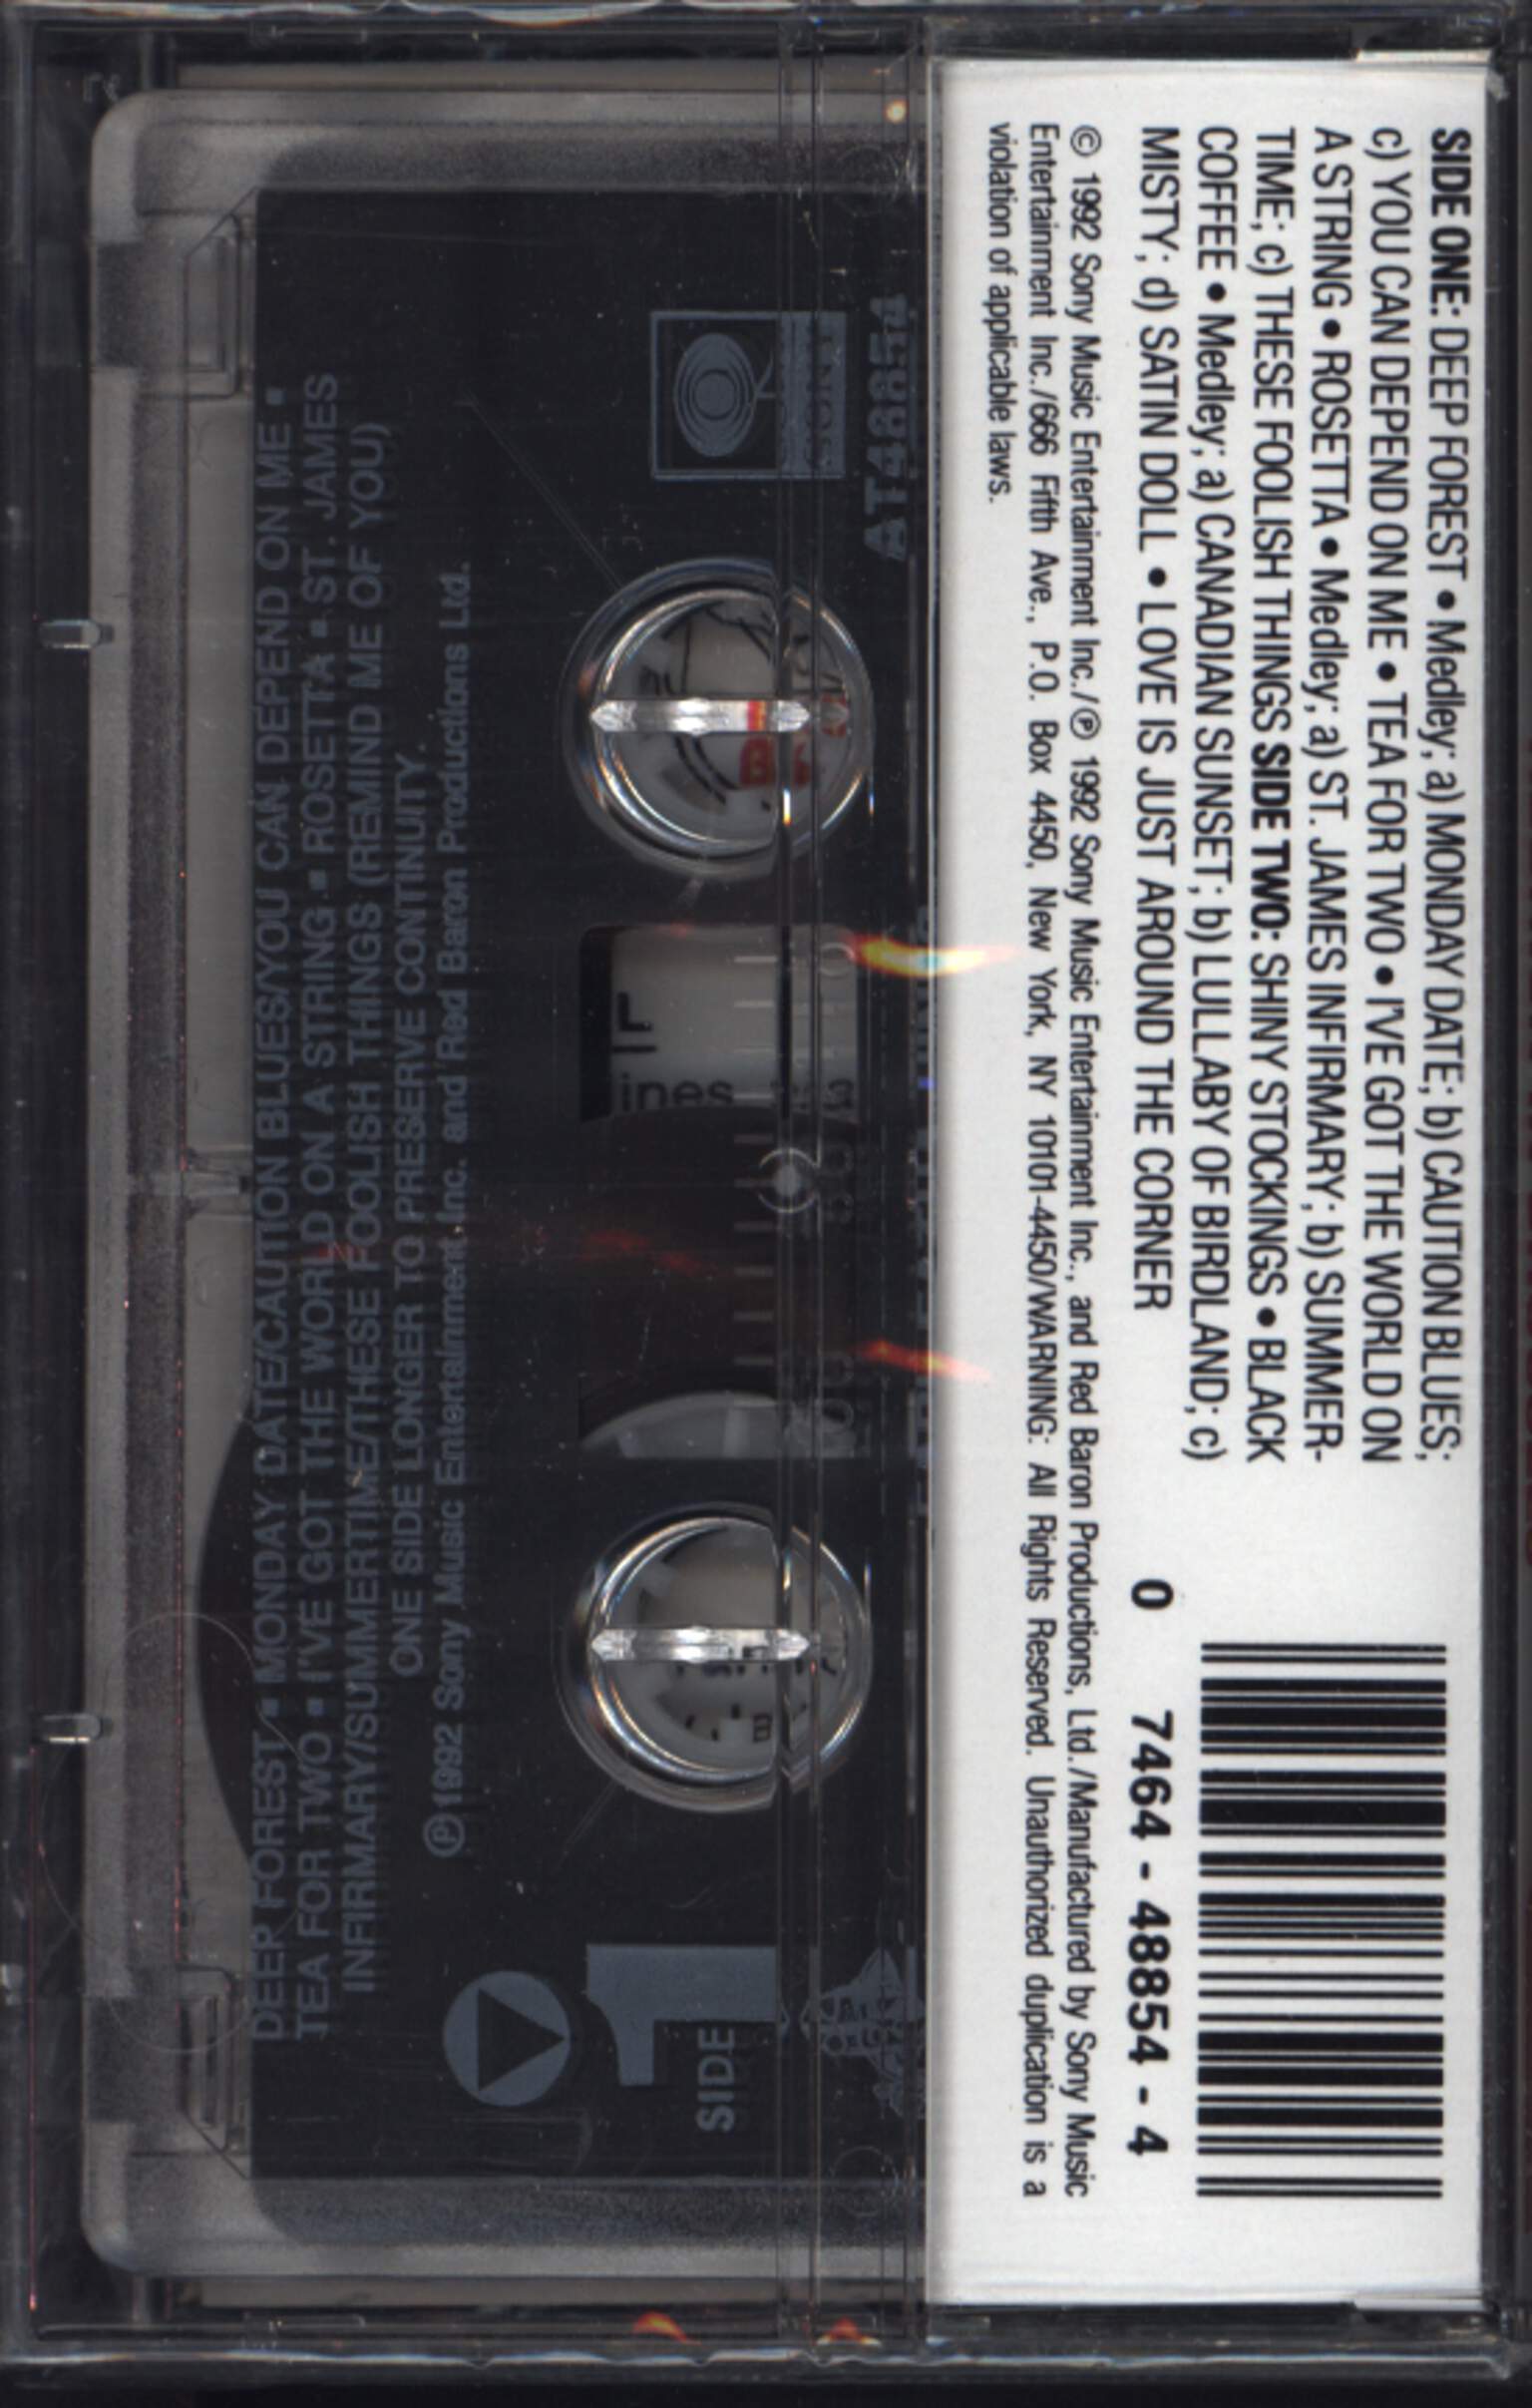 SIDE ONE: DEEP FOREST • Medley; a) MONDAY DATE; b) CAUTION BLUES;
c) YOU CAN DEPEND ON ME • TEA FOR TWO • I'VE GOT THE WORLD ON
A STRING • ROSETTA • Medley; a) ST. JAMES INFIRMARY; b) SUMMER-
TIME; c) THESE FOOLISH THINGS SIDE TWO: SHINY STOCKINGS • BLACK
COFFEE • Medley; a) CANADIAN SUNSET; b) LULLABY OF BIRDLAND; c)
MISTY; d) SATIN DOLL • LOVE IS JUST AROUND THE CORNER
0 7464 - 48854 - 4
© 1992 Sony Music Entertainment Inc./℗ 1992 Sony Music Entertainment Inc., and Red Baron Productions, Ltd./Manufactured by Sony Music
Entertainment Inc./666 Fifth Ave., P.O. Box 4450, New York, NY 10101-4450/WARNING: All Rights Reserved. Unauthorized duplication is a
violation of applicable laws.
AT48854
SONY
SIDE
1
ines
℗1992 Sony Music Entertainment Inc. and Red Baron Productions Ltd.
ONE SIDE LONGER TO PRESERVE CONTINUITY.
DEEP FOREST • MONDAY DATE/CAUTION BLUES/YOU CAN DEPEND ON ME •
TEA FOR TWO • I'VE GOT THE WORLD ON A STRING • ROSETTA • ST. JAMES
INFIRMARY/SUMMERTIME/THESE FOOLISH THINGS (REMIND ME OF YOU)